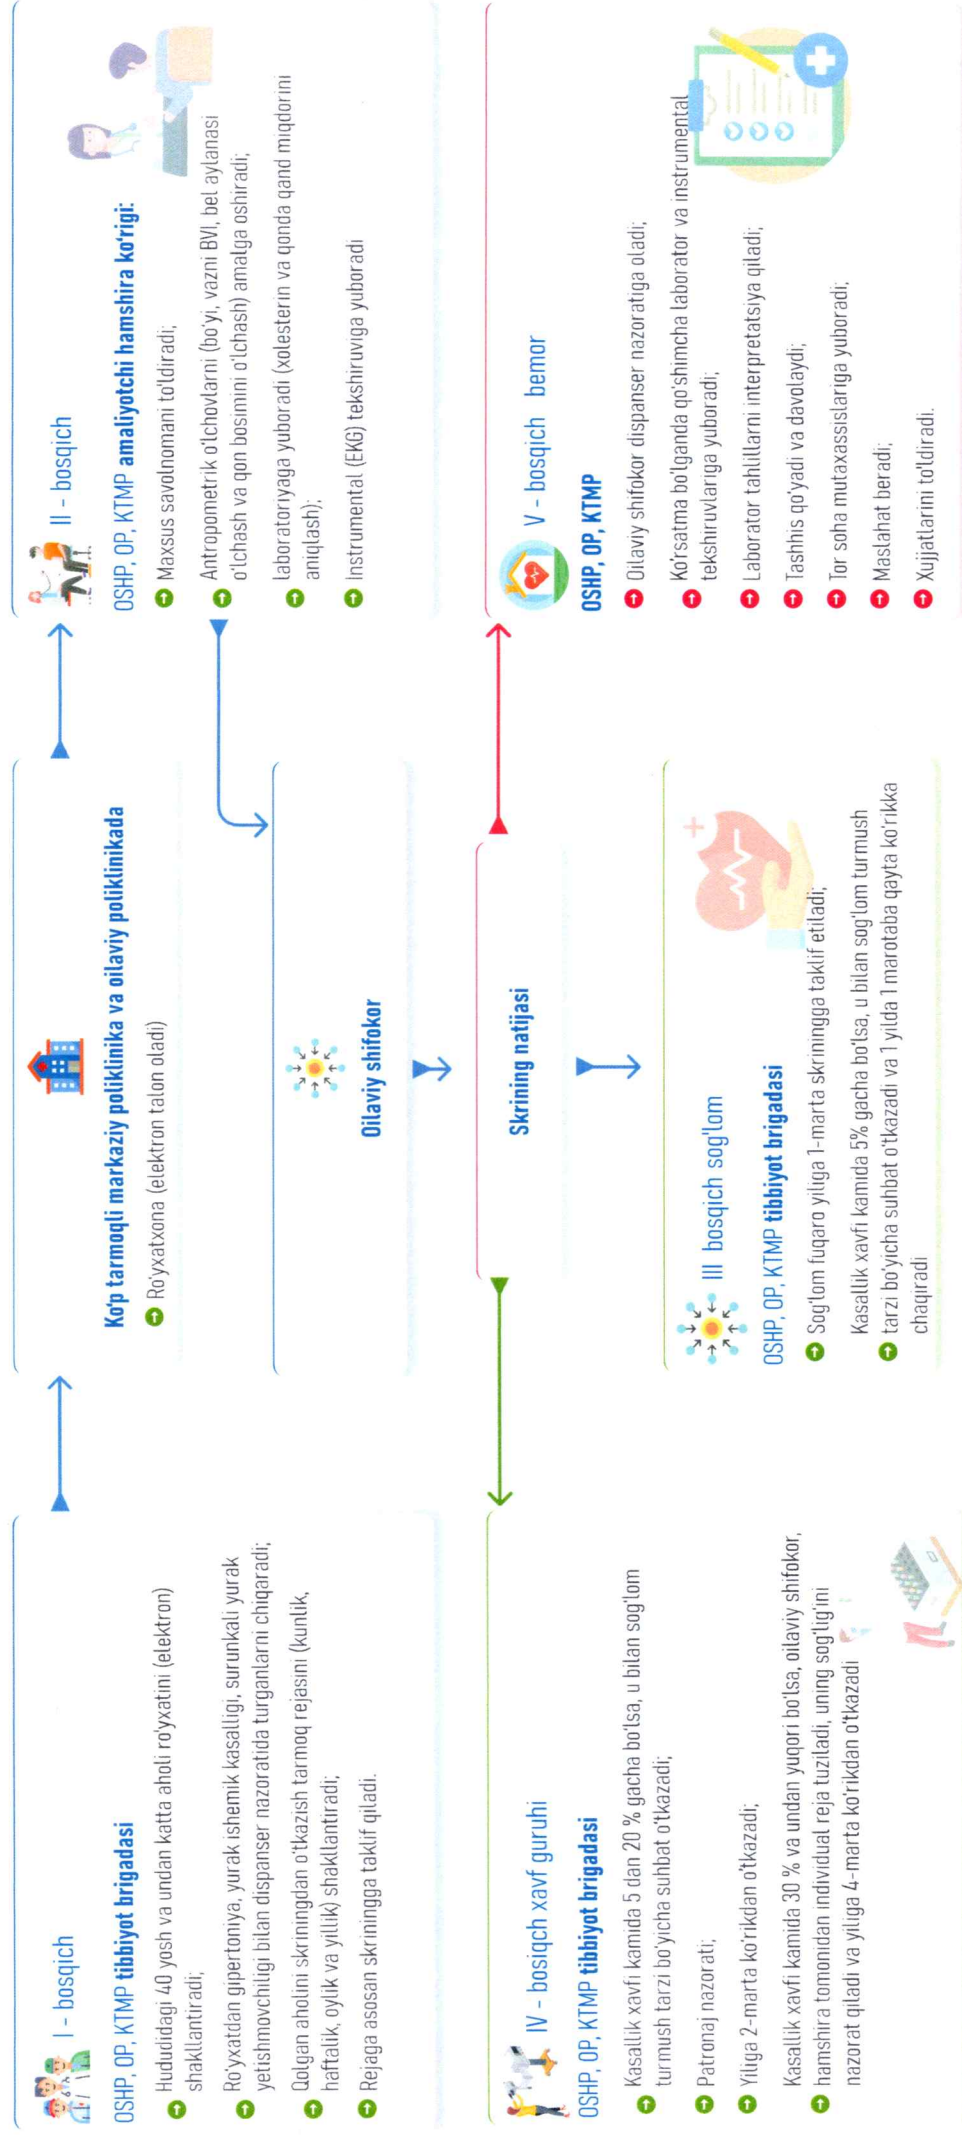 I - bosqich
OSHP, OP, KTMP tibbiyot brigadasi
Hududidagi 40 yosh va undan katta aholi ro'yxatini (elektron)
shakllantiradi;
Ro'yxatdan gipertoniya, yurak ishemik kasalligi, surunkali yurak
yetishmovchiligi bilan dispanser nazoratida turganlarni chiqaradi;
Qolgan aholini skriningdan o'tkazish tarmoq rejasini (kunlik,
haftalik, oylik va yillik) shakllantiradi;
Rejaga asosan skriningga taklif qiladi.
Ko'p tarmoqli markaziy poliklinika va oilaviy poliklinikada
Ro'yxatxona (elektron talon oladi)
II - bosqich
OSHP, OP, KTMP amaliyotchi hamshira ko'rigi:
Maxsus savolnomani to'ldiradi;
Antropometrik o'lchovlarni (bo'yi, vazni BVI, bel aylanasi
o'lchash va qon bosimini o'lchash) amalga oshiradi;
laboratoriyaga yuboradi (xolesterin va qonda qand miqdorini
aniqlash);
Instrumental (EKG) tekshiruviga yuboradi
Oilaviy shifokor
Skrining natijasi
IV - bosiqch xavf guruhi
OSHP, OP, KTMP tibbiyot brigadasi
Kasallik xavfi kamida 5 dan 20 % gacha bo'lsa, u bilan sog'lom
turmush tarzi bo'yicha suhbat o'tkazadi;
Patronaj nazorati;
Yiliga 2-marta ko'rikdan o'tkazadi;
Kasallik xavfi kamida 30 % va undan yuqori bo'lsa, oilaviy shifokor,
hamshira tomonidan individual reja tuziladi, uning sog'lig'ini
nazorat qiladi va yiliga 4-marta ko'rikdan o'tkazadi
III bosqich sog'lom
OSHP, OP, KTMP tibbiyot brigadasi
Sog'lom fuqaro yiliga 1-marta skriningga taklif etiladi;
Kasallik xavfi kamida 5% gacha bo'lsa, u bilan sog'lom turmush
tarzi bo'yicha suhbat o'tkazadi va 1 yilda 1 marotaba qayta ko'rikka
chaqiradi
V - bosqich bemor
OSHP, OP, KTMP
Oilaviy shifokor dispanser nazoratiga oladi;
Ko'rsatma bo'lganda qo'shimcha laborator va instrumental
tekshiruvlariga yuboradi;
Laborator tahlillarni interpretatsiya qiladi;
Tashhis qo'yadi va davolaydi;
Tor soha mutaxassislariga yuboradi;
Maslahat beradi;
Xujjatlarini to'ldiradi.